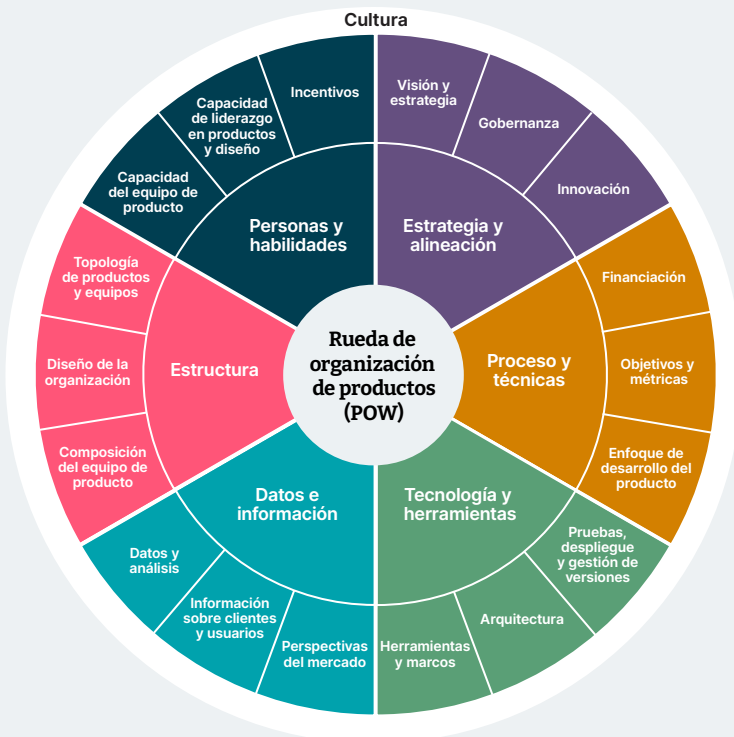 Cultura
Rueda de
organización
de productos
(POW)
Estrategia y
alineación
Visión y
estrategia
Gobernanza
Innovación
Proceso y
técnicas
Financiación
Objetivos y
métricas
Enfoque de
desarrollo del
producto
Tecnología y
herramientas
Pruebas,
despliegue
y gestión de
versiones
Arquitectura
Herramientas
y marcos
Datos e
información
Perspectivas
del mercado
Información
sobre clientes
y usuarios
Datos y
análisis
Estructura
Composición
del equipo de
producto
Diseño de la
organización
Topología
de productos
y equipos
Personas y
habilidades
Capacidad
del equipo de
producto
Capacidad
de liderazgo
en productos
y diseño
Incentivos